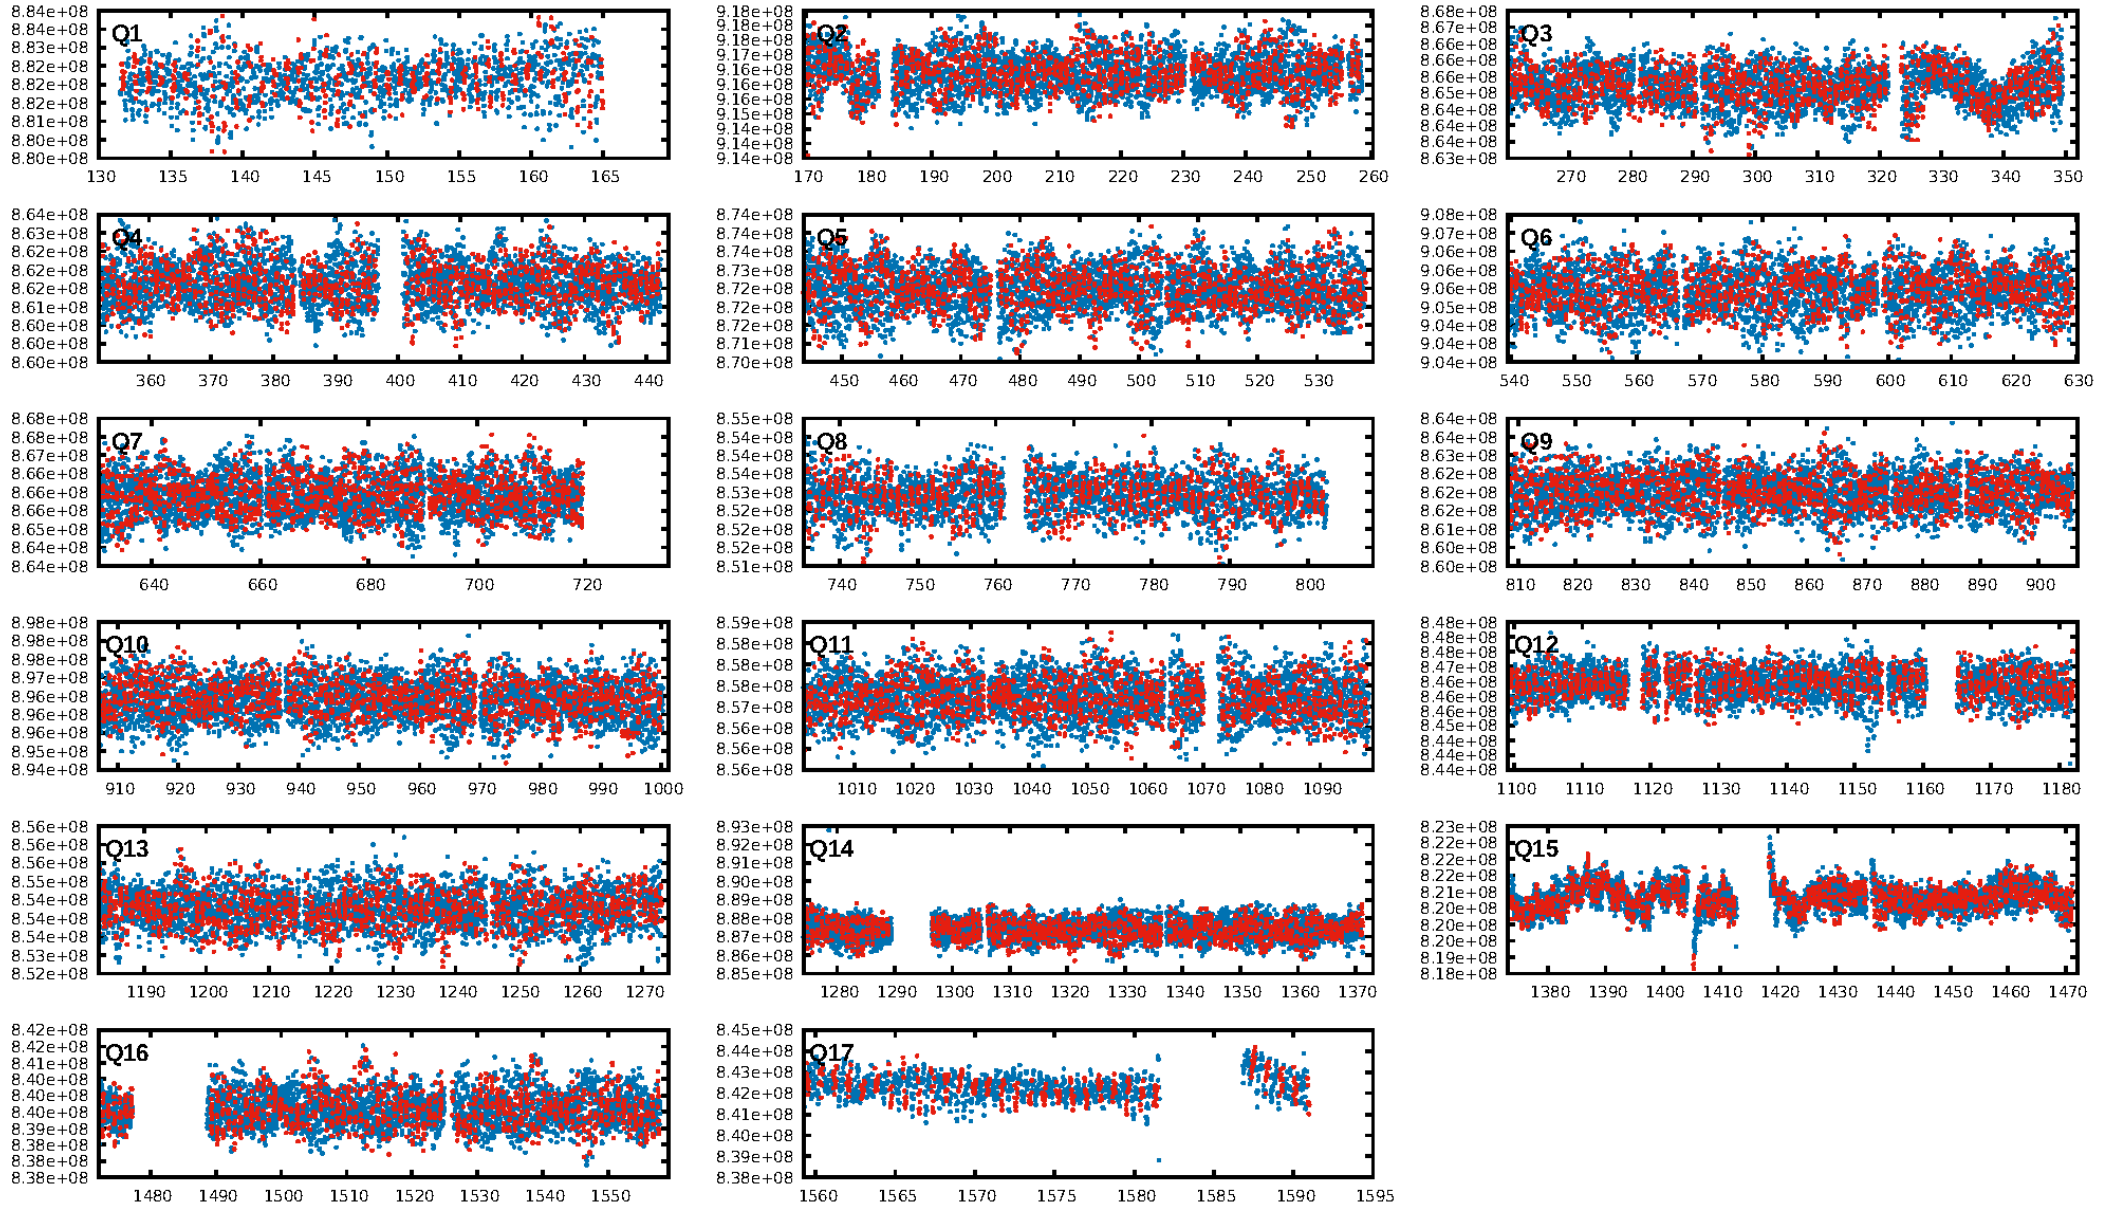 8.84e+08
8.84e+08
8.83e+08
8.82e+08
8.82e+08
8.82e+08
8.81e+08
8.80e+08
8.80e+08
Q1
130 135 140 145 150 155 160 165
9.18e+08
9.18e+08
9.18e+08
9.17e+08
9.16e+08
9.16e+08
9.16e+08
9.15e+08
9.14e+08
9.14e+08
9.14e+08
Q2
170 180 190 200 210 220 230 240 250 260
8.68e+08
8.67e+08
8.66e+08
8.66e+08
8.66e+08
8.65e+08
8.64e+08
8.64e+08
8.64e+08
8.63e+08
Q3
270 280 290 300 310 320 330 340 350
8.64e+08
8.63e+08
8.62e+08
8.62e+08
8.62e+08
8.61e+08
8.60e+08
8.60e+08
8.60e+08
Q4
360 370 380 390 400 410 420 430 440
8.74e+08
8.74e+08
8.74e+08
8.73e+08
8.72e+08
8.72e+08
8.72e+08
8.71e+08
8.70e+08
Q5
450 460 470 480 490 500 510 520 530
9.08e+08
9.07e+08
9.06e+08
9.06e+08
9.06e+08
9.05e+08
9.04e+08
9.04e+08
9.04e+08
Q6
540 550 560 570 580 590 600 610 620 630
8.68e+08
8.68e+08
8.67e+08
8.66e+08
8.66e+08
8.66e+08
8.65e+08
8.64e+08
8.64e+08
Q7
640 660 680 700 720
8.55e+08
8.54e+08
8.54e+08
8.54e+08
8.53e+08
8.52e+08
8.52e+08
8.52e+08
8.51e+08
Q8
740 750 760 770 780 790 800
8.64e+08
8.64e+08
8.63e+08
8.62e+08
8.62e+08
8.62e+08
8.61e+08
8.60e+08
8.60e+08
Q9
810 820 830 840 850 860 870 880 890 900
8.98e+08
8.98e+08
8.98e+08
8.97e+08
8.96e+08
8.96e+08
8.96e+08
8.95e+08
8.94e+08
Q10
910 920 930 940 950 960 970 980 990 1000
8.59e+08
8.58e+08
8.58e+08
8.58e+08
8.57e+08
8.56e+08
8.56e+08
8.56e+08
Q11
1010 1020 1030 1040 1050 1060 1070 1080 1090
8.48e+08
8.48e+08
8.48e+08
8.47e+08
8.46e+08
8.46e+08
8.46e+08
8.45e+08
8.44e+08
8.44e+08
8.44e+08
Q12
1100 1110 1120 1130 1140 1150 1160 1170 1180
8.56e+08
8.56e+08
8.56e+08
8.55e+08
8.54e+08
8.54e+08
8.54e+08
8.53e+08
8.52e+08
Q13
1190 1200 1210 1220 1230 1240 1250 1260 1270
8.93e+08
8.92e+08
8.91e+08
8.90e+08
8.89e+08
8.88e+08
8.87e+08
8.86e+08
8.85e+08
Q14
1280 1290 1300 1310 1320 1330 1340 1350 1360 1370
8.23e+08
8.22e+08
8.22e+08
8.22e+08
8.21e+08
8.20e+08
8.20e+08
8.20e+08
8.19e+08
8.18e+08
Q15
1380 1390 1400 1410 1420 1430 1440 1450 1460 1470
8.42e+08
8.42e+08
8.41e+08
8.40e+08
8.40e+08
8.40e+08
8.39e+08
8.38e+08
8.38e+08
8.38e+08
Q16
1480 1490 1500 1510 1520 1530 1540 1550
8.45e+08
8.44e+08
8.43e+08
8.42e+08
8.41e+08
8.40e+08
8.39e+08
8.38e+08
Q17
1560 1565 1570 1575 1580 1585 1590 1595